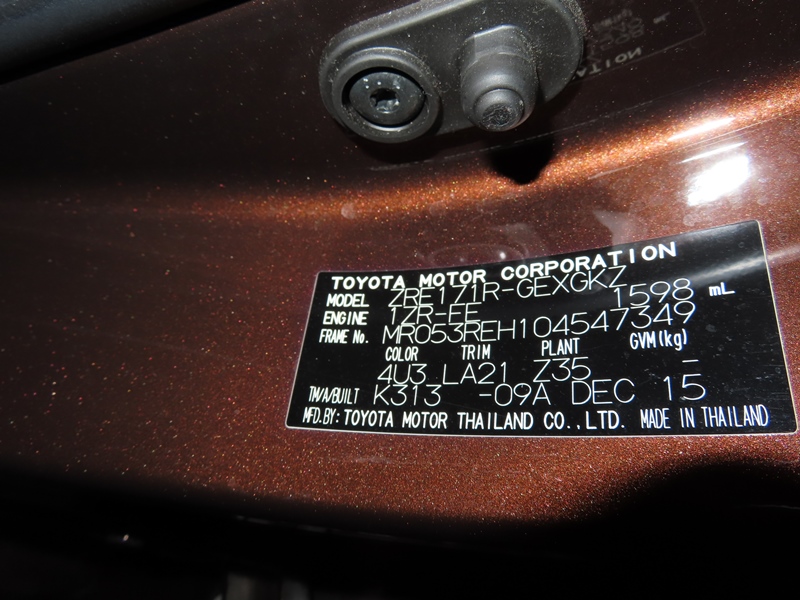 TOYOTA MOTOR CORPORATION
MODEL ZRE171R-GEXGKZ
ENGINE 1ZR-FE 1598 mL
FRAME No. MR053REH104547349
COLOR TRIM PLANT GVM(kg)
4U3 LA21 Z35 –
TM/A/BUILT K313 -09A DEC 15
MFD.BY: TOYOTA MOTOR THAILAND CO.,LTD. MADE IN THAILAND